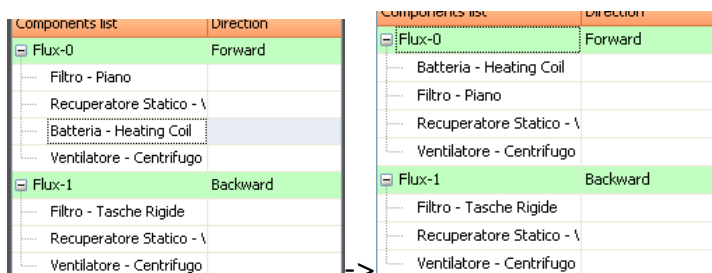 Components list Direction
Flux-0 Forward
Filtro - Piano
Recuperatore Statico - \
Batteria - Heating Coil
Ventilatore - Centrifugo
Flux-1 Backward
Filtro - Tasche Rigide
Recuperatore Statico - \
Ventilatore - Centrifugo
->
Components list Direction
Flux-0 Forward
Batteria - Heating Coil
Filtro - Piano
Recuperatore Statico - \
Ventilatore - Centrifugo
Flux-1 Backward
Filtro - Tasche Rigide
Recuperatore Statico - \
Ventilatore - Centrifugo